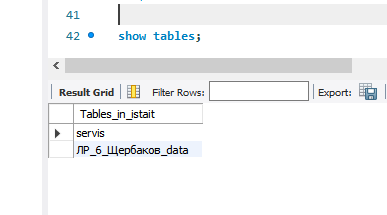 41
42 show tables;
Result Grid Filter Rows: Export:
Tables_in_istait
servis
ЛР_6_Щербаков_data